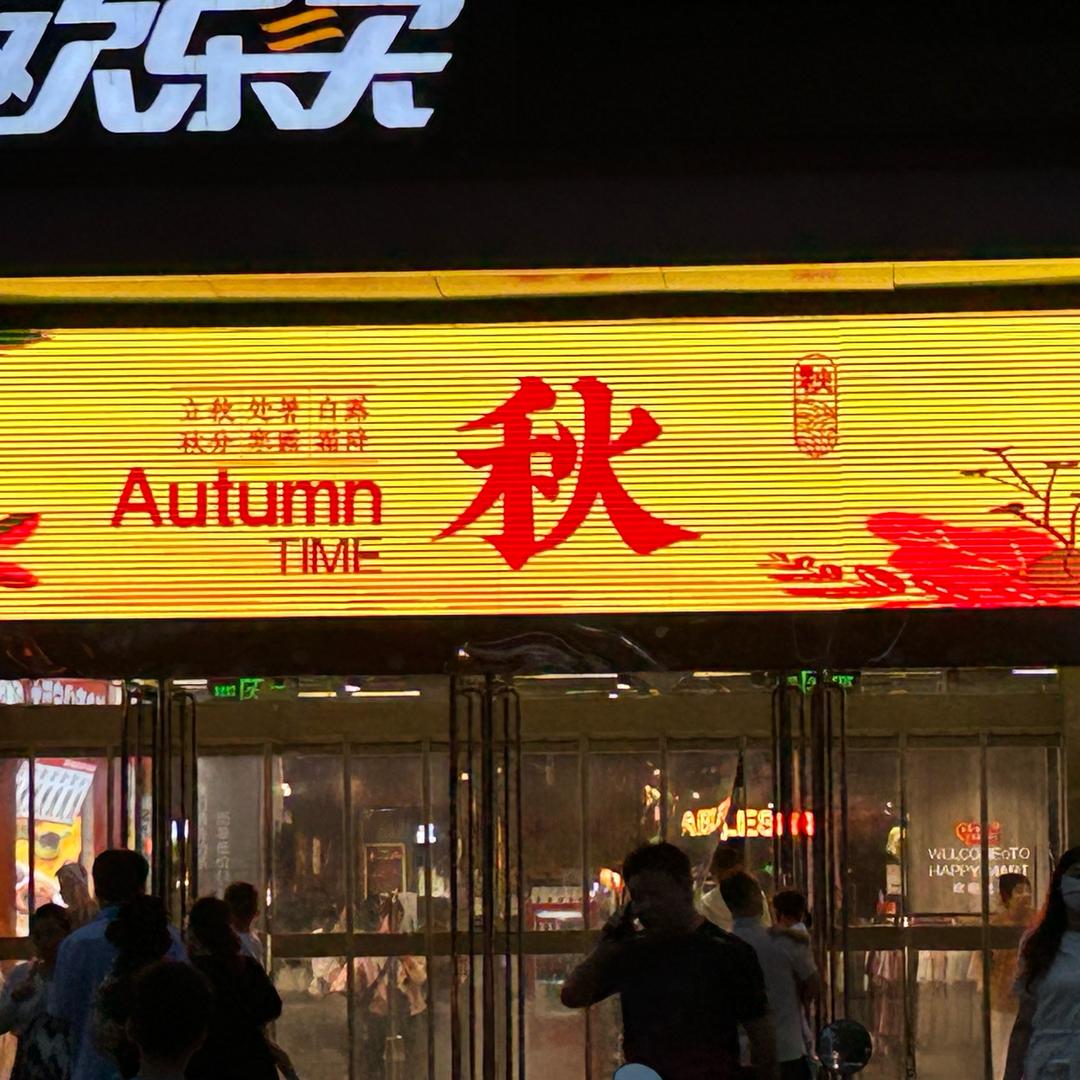 欢乐买
立秋 处暑 白露
秋分 寒露 霜降
Autumn
TIME
秋
秋
WELCOME TO
HAPPY MART